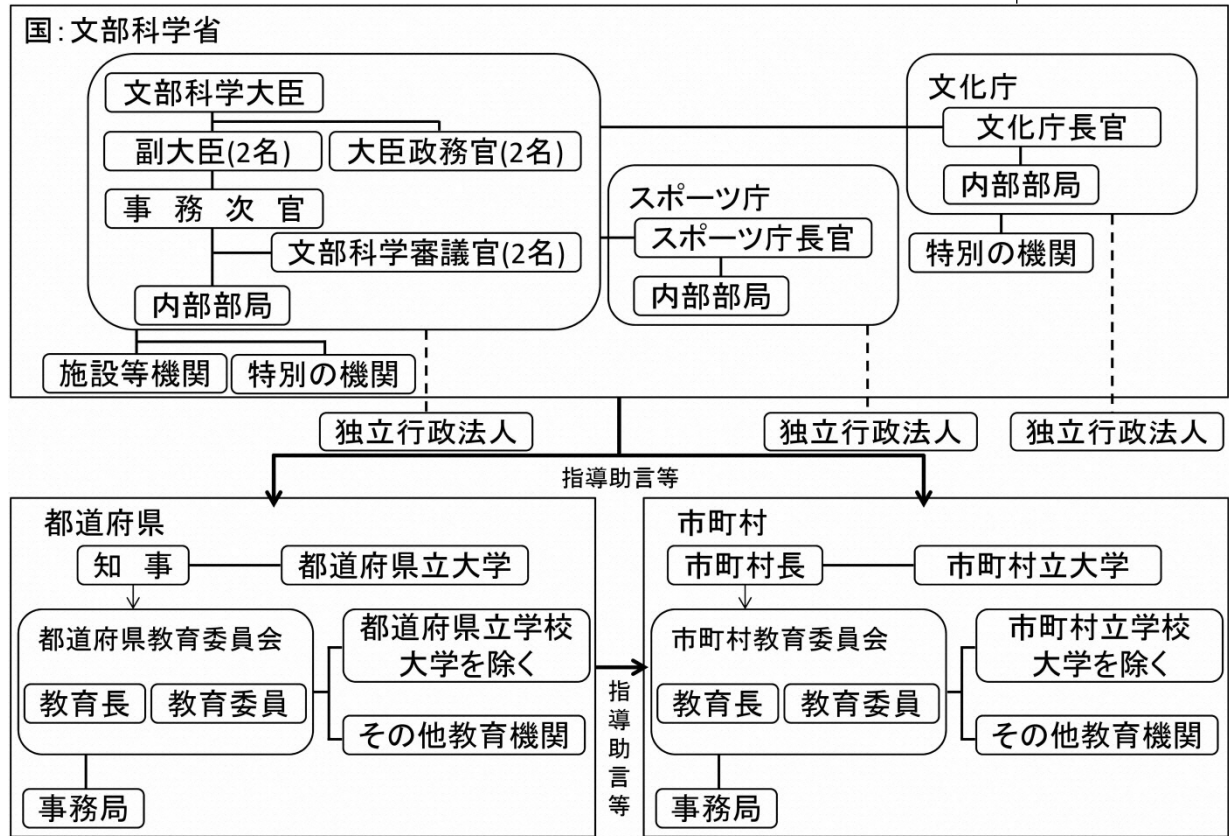 国:文部科学省
文部科学大臣
副大臣(2名)
大臣政務官(2名)
事務次官
文部科学審議官(2名)
内部部局
施設等機関
特別の機関
スポーツ庁
スポーツ庁長官
内部部局
文化庁
文化庁長官
内部部局
特別の機関
独立行政法人
独立行政法人
独立行政法人
指導助言等
都道府県
知事
都道府県立大学
都道府県教育委員会
教育長
教育委員
都道府県立学校
大学を除く
その他教育機関
事務局
指導助言等
市町村
市町村長
市町村立大学
市町村教育委員会
教育長
教育委員
市町村立学校
大学を除く
その他教育機関
事務局